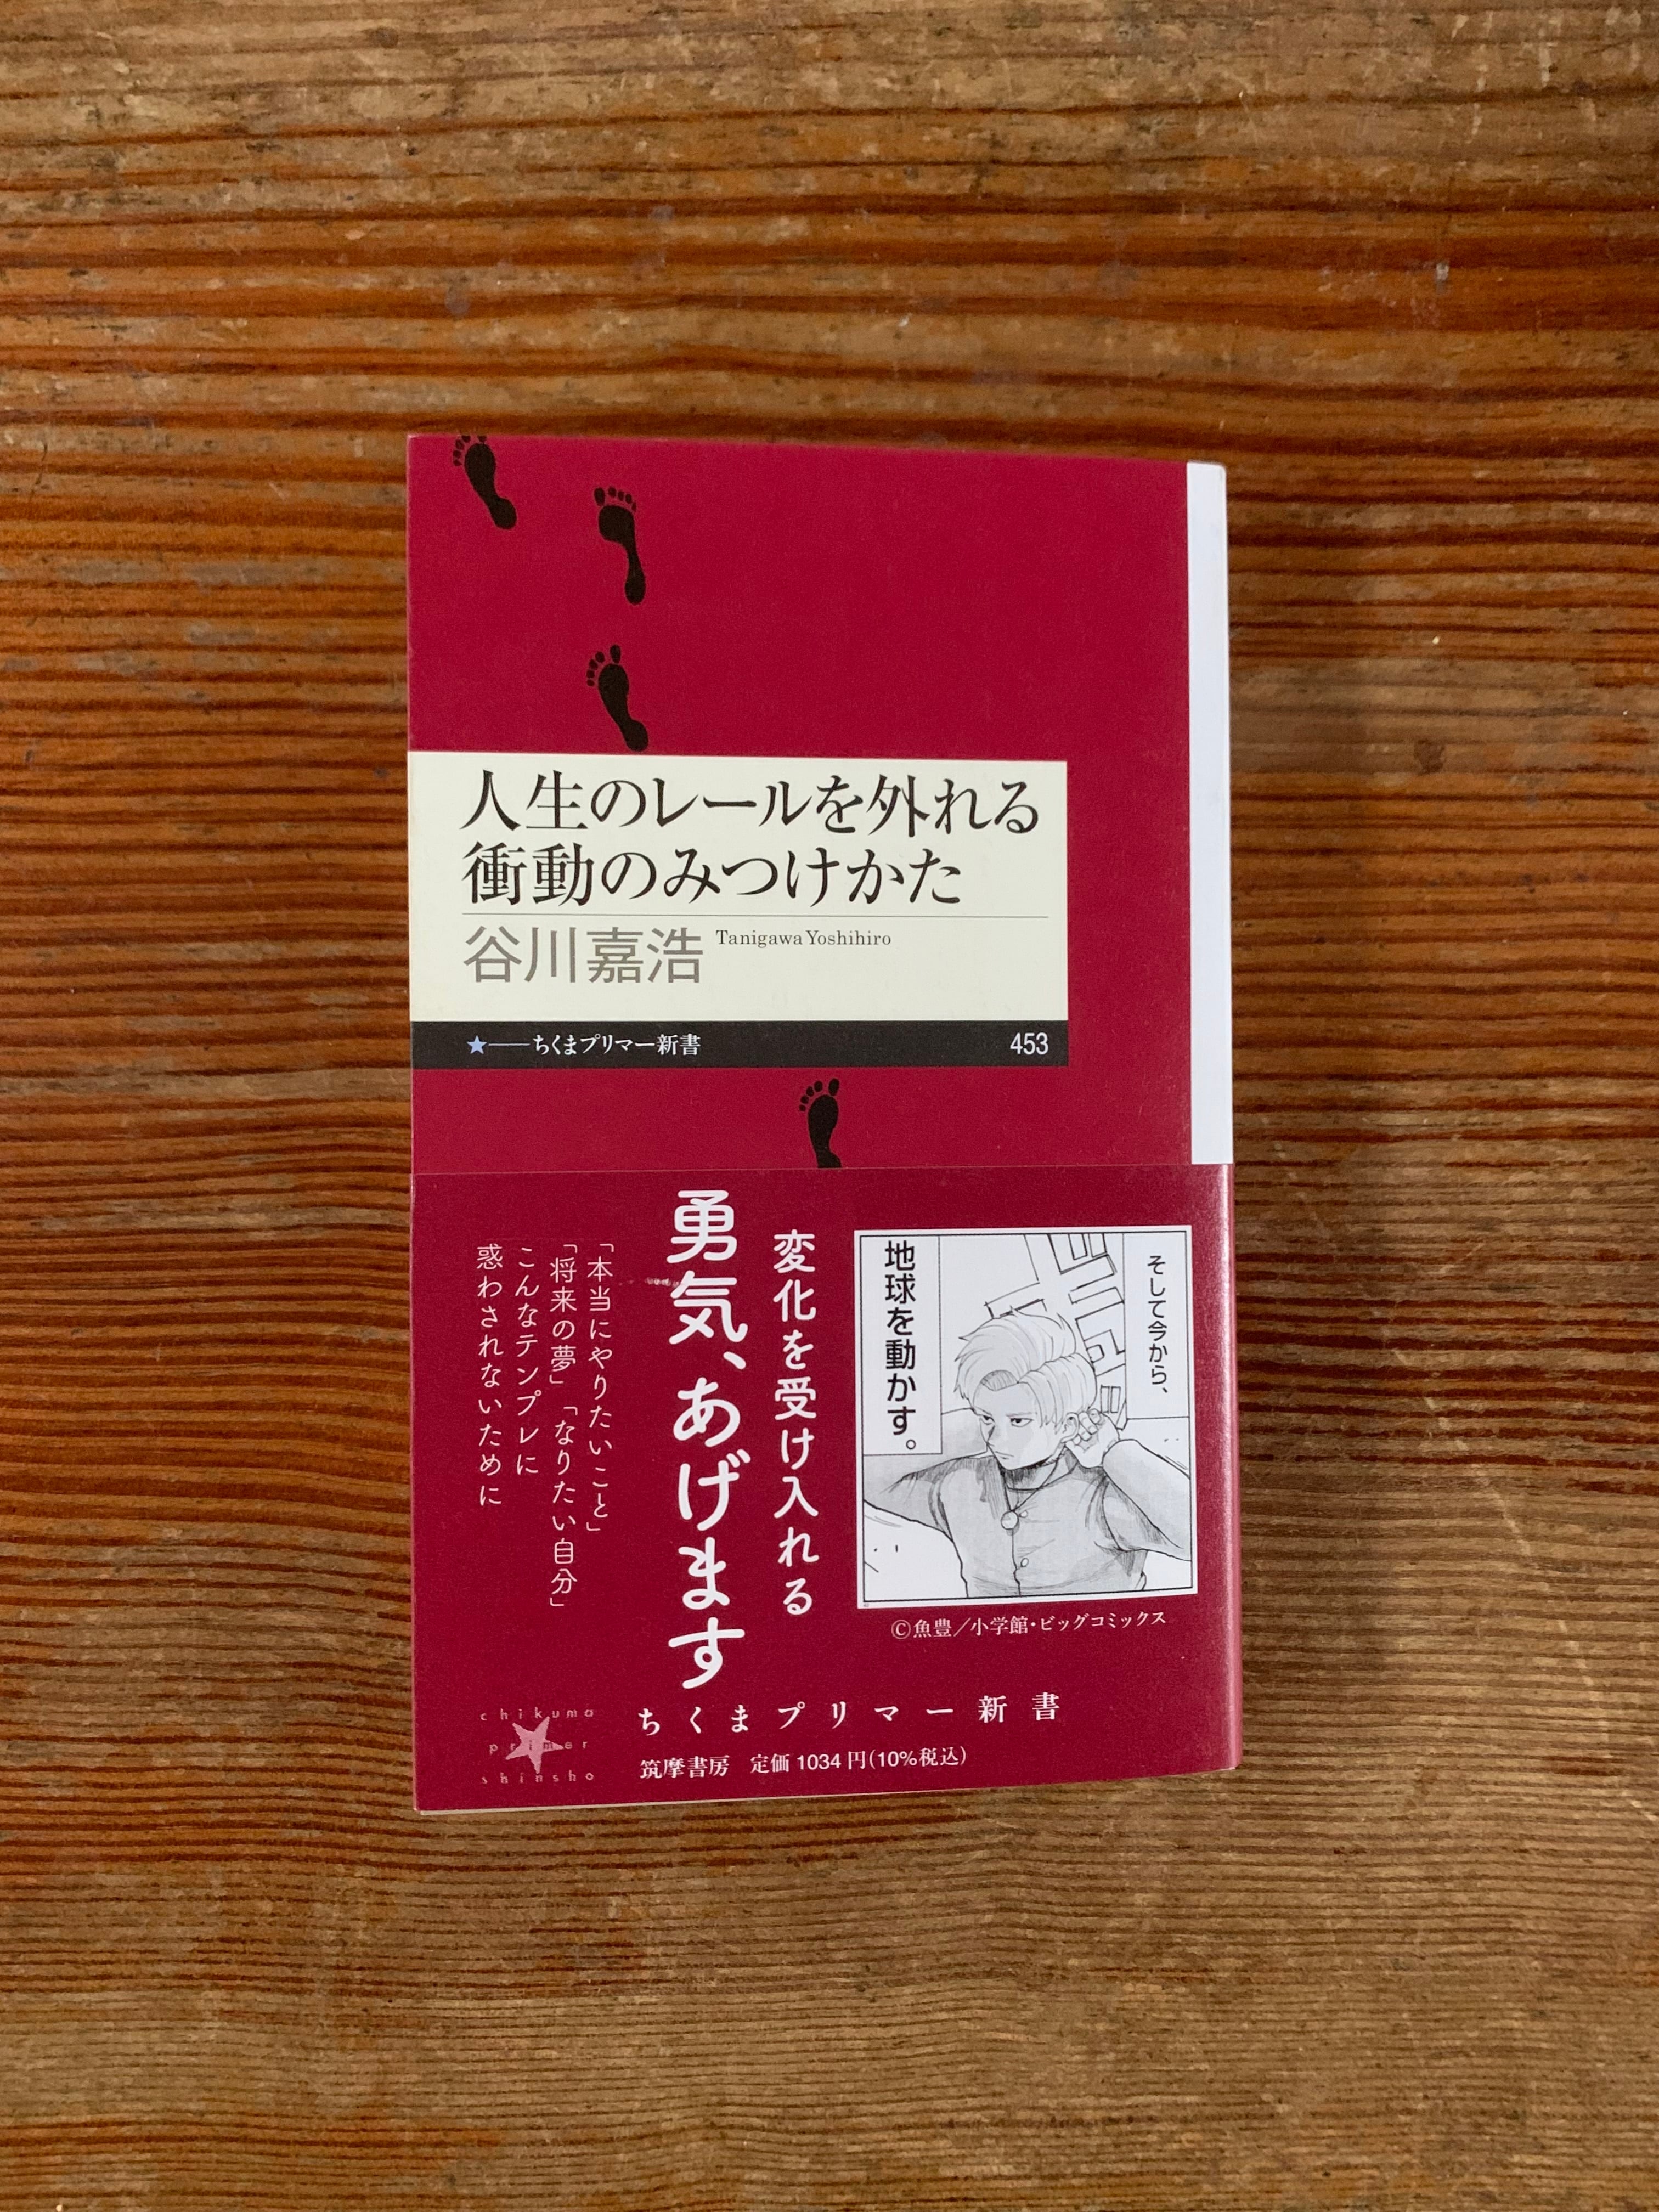 人生のレールを外れる
衝動のみつけかた
谷川嘉浩 Tanigawa Yoshihiro
★──ちくまプリマー新書 453
そして今から、
地球を動かす。
©魚豊／小学館・ビッグコミックス
変化を受け入れる
勇気、あげます
「本当にやりたいこと」
「将来の夢」「なりたい自分」
こんなテンプレに
惑わされないために
chikuma
primer
shinsho
ちくまプリマー新書
筑摩書房 定価1034円(10%税込)